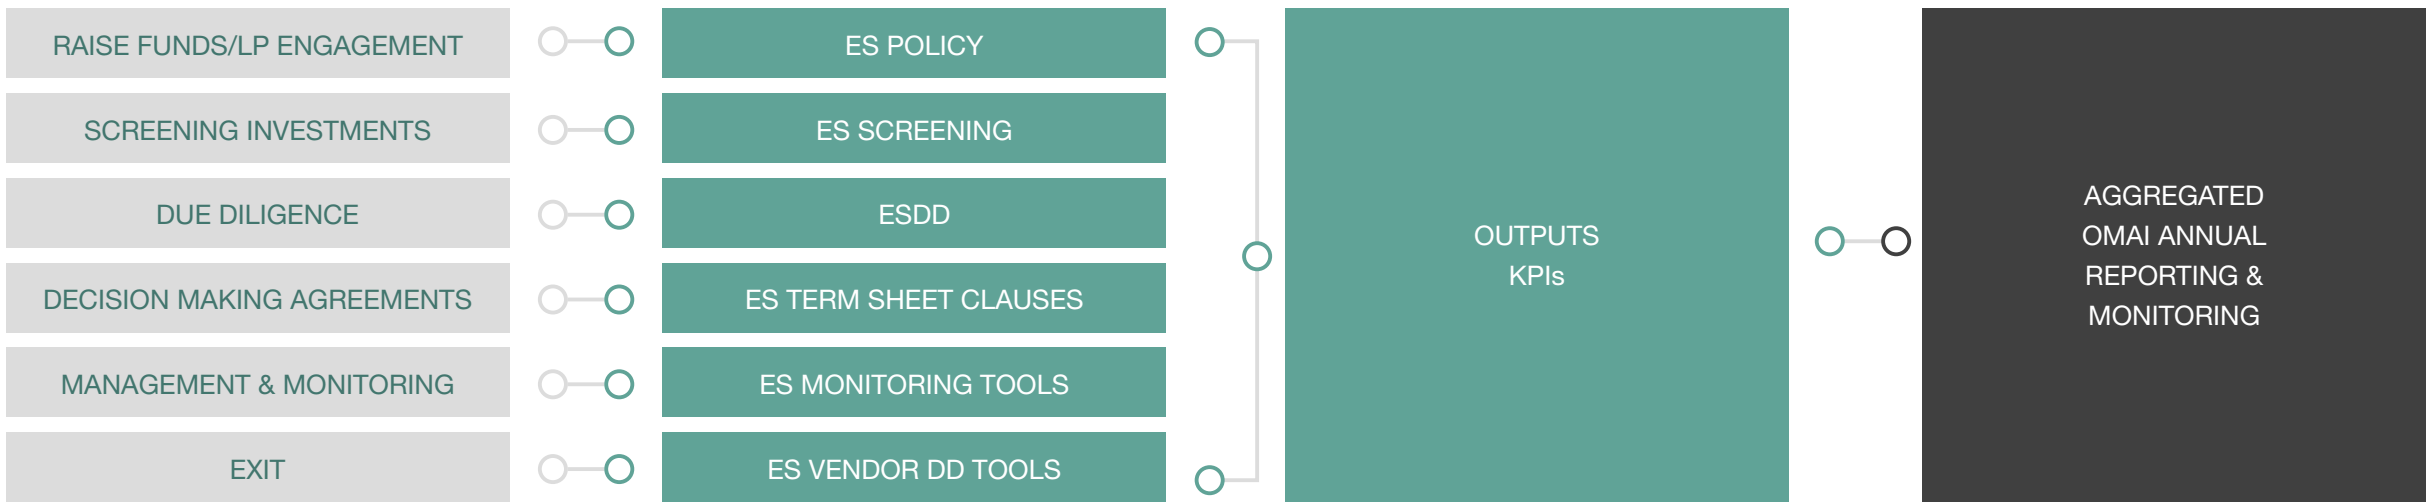 RAISE FUNDS/LP ENGAGEMENT
ES POLICY
SCREENING INVESTMENTS
ES SCREENING
DUE DILIGENCE
ESDD
DECISION MAKING AGREEMENTS
ES TERM SHEET CLAUSES
MANAGEMENT & MONITORING
ES MONITORING TOOLS
EXIT
ES VENDOR DD TOOLS
OUTPUTS
KPIs
AGGREGATED
OMAI ANNUAL
REPORTING &
MONITORING